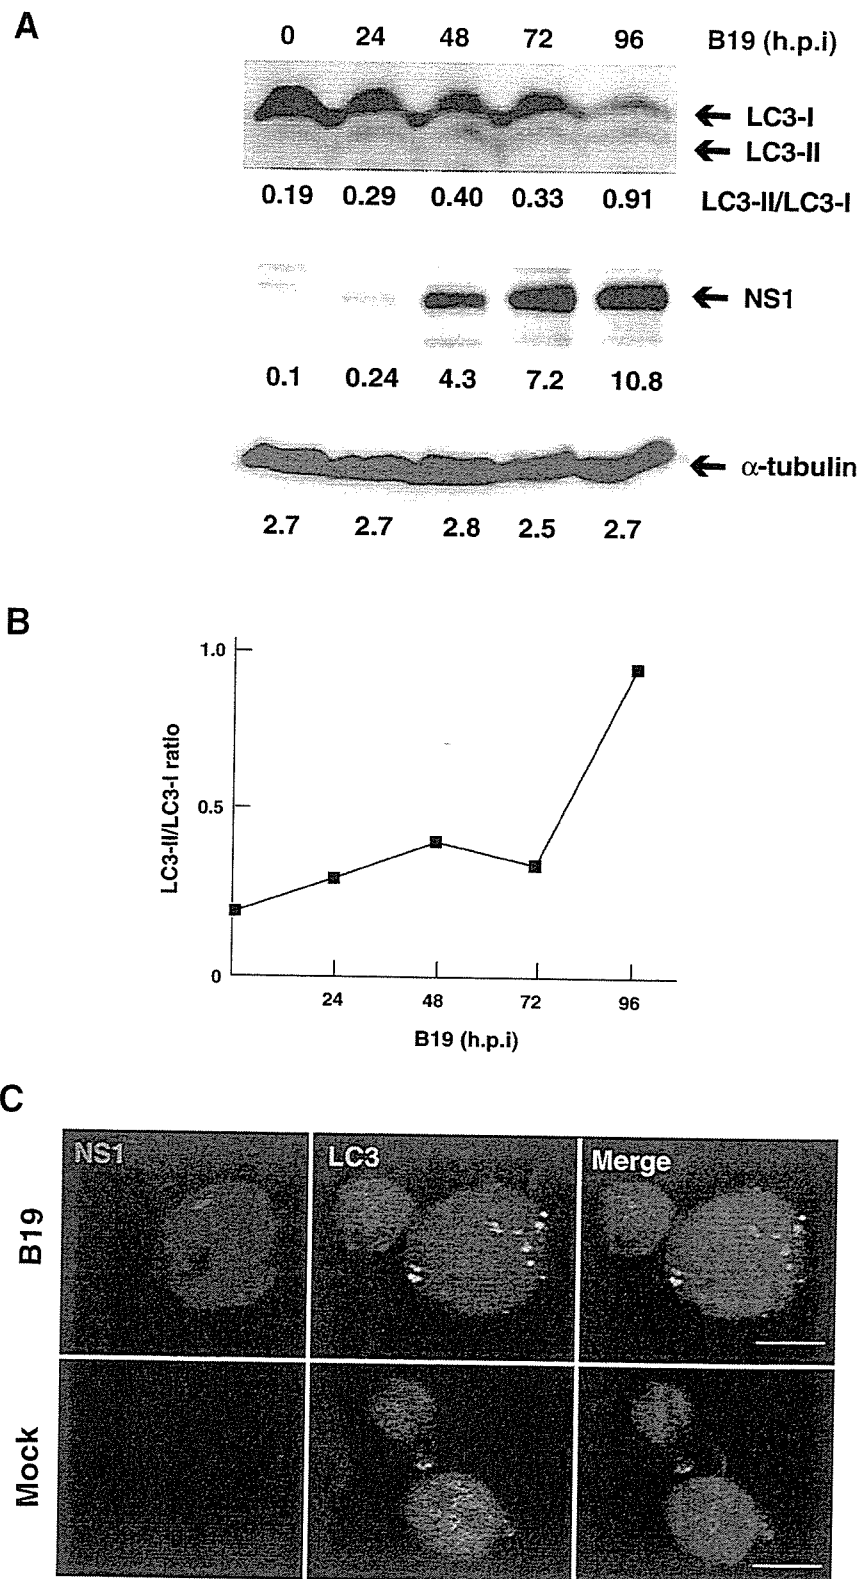 A
0 24 48 72 96 B19 (h.p.i)
LC3-I
LC3-II
0.19 0.29 0.40 0.33 0.91 LC3-II/LC3-I
NS1
0.1 0.24 4.3 7.2 10.8
α-tubulin
2.7 2.7 2.8 2.5 2.7
B
1.0
0.5
0
LC3-II/LC3-I ratio
24 48 72 96
B19 (h.p.i)
C
NS1 LC3 Merge
B19
Mock